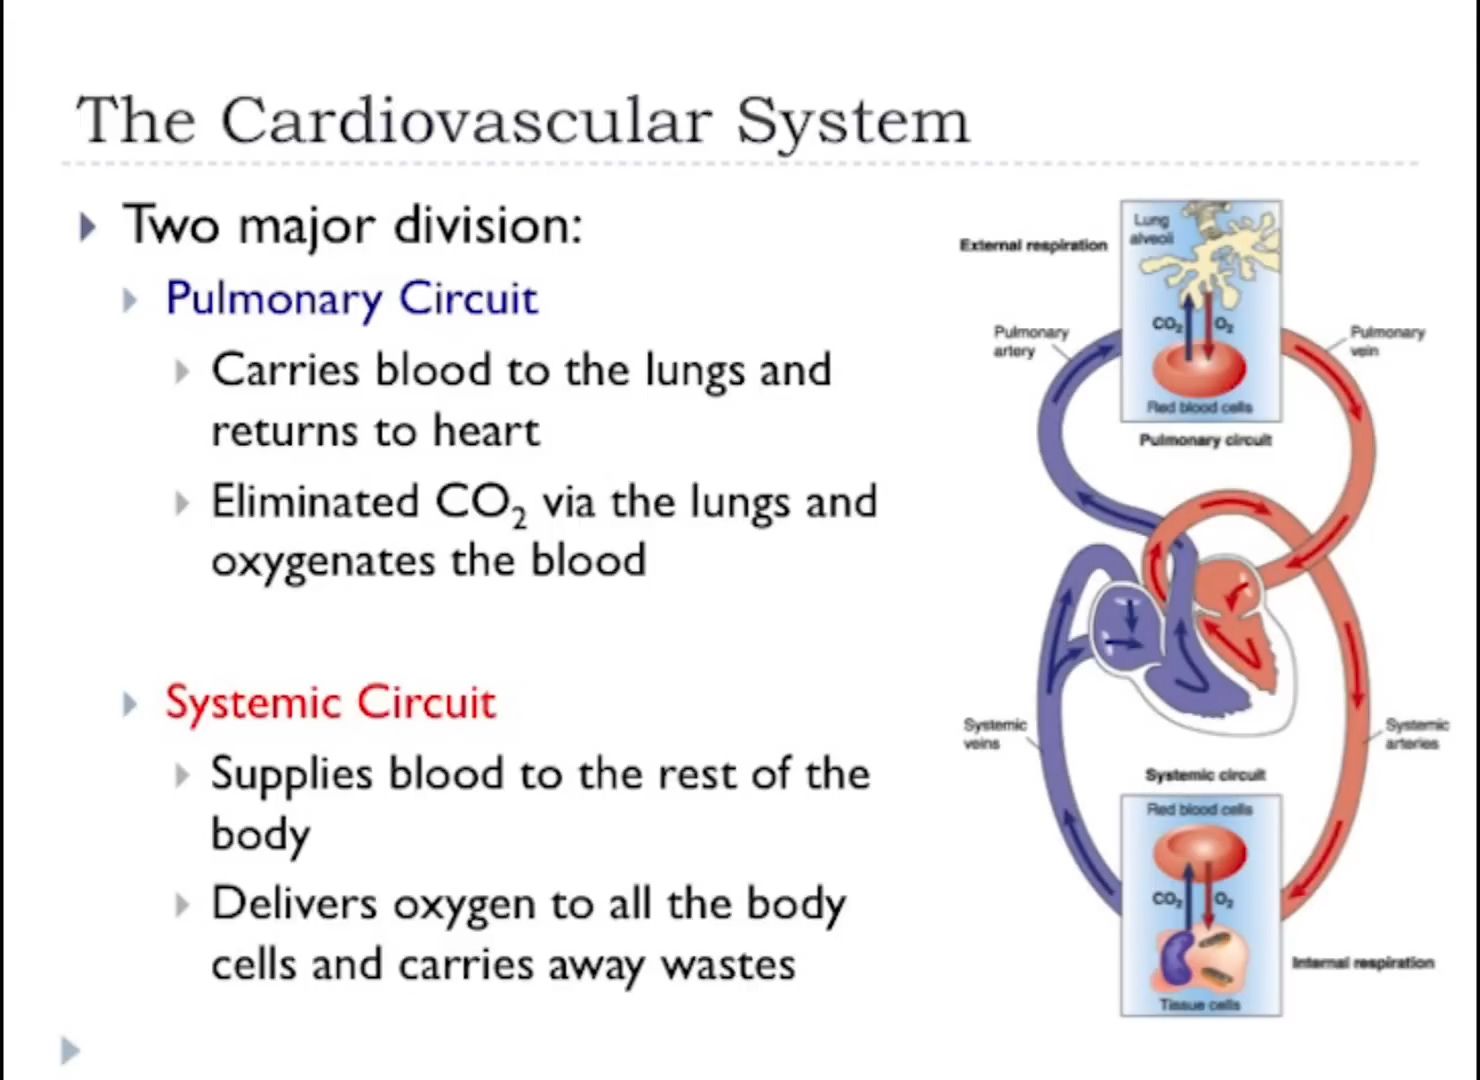 The Cardiovascular System
Two major division:
Pulmonary Circuit
Carries blood to the lungs and
returns to heart
Eliminated CO₂ via the lungs and
oxygenates the blood
Systemic Circuit
Supplies blood to the rest of the
body
Delivers oxygen to all the body
cells and carries away wastes
External respiration
Lung
alveoli
CO₂ O₂
Red blood cells
Pulmonary
artery
Pulmonary
vein
Pulmonary circuit
Systemic
veins
Systemic
arteries
Systemic circuit
Red blood cells
CO₂ O₂
Tissue cells
Internal respiration